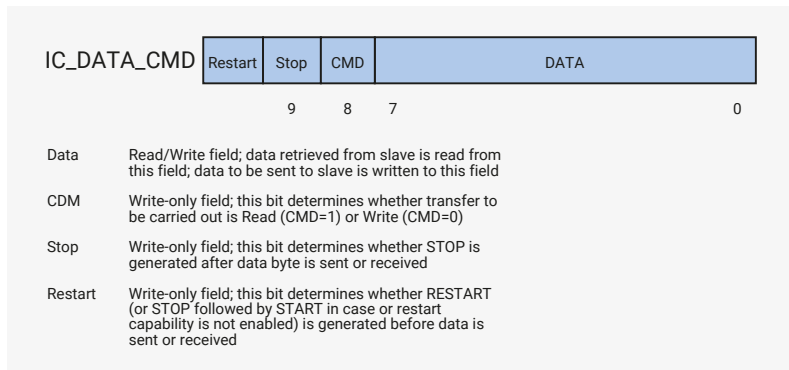 IC_DATA_CMD Restart Stop CMD DATA
9 8 7 0
Data Read/Write field; data retrieved from slave is read from
this field; data to be sent to slave is written to this field
CDM Write-only field; this bit determines whether transfer to
be carried out is Read (CMD=1) or Write (CMD=0)
Stop Write-only field; this bit determines whether STOP is
generated after data byte is sent or received
Restart Write-only field; this bit determines whether RESTART
(or STOP followed by START in case or restart
capability is not enabled) is generated before data is
sent or received